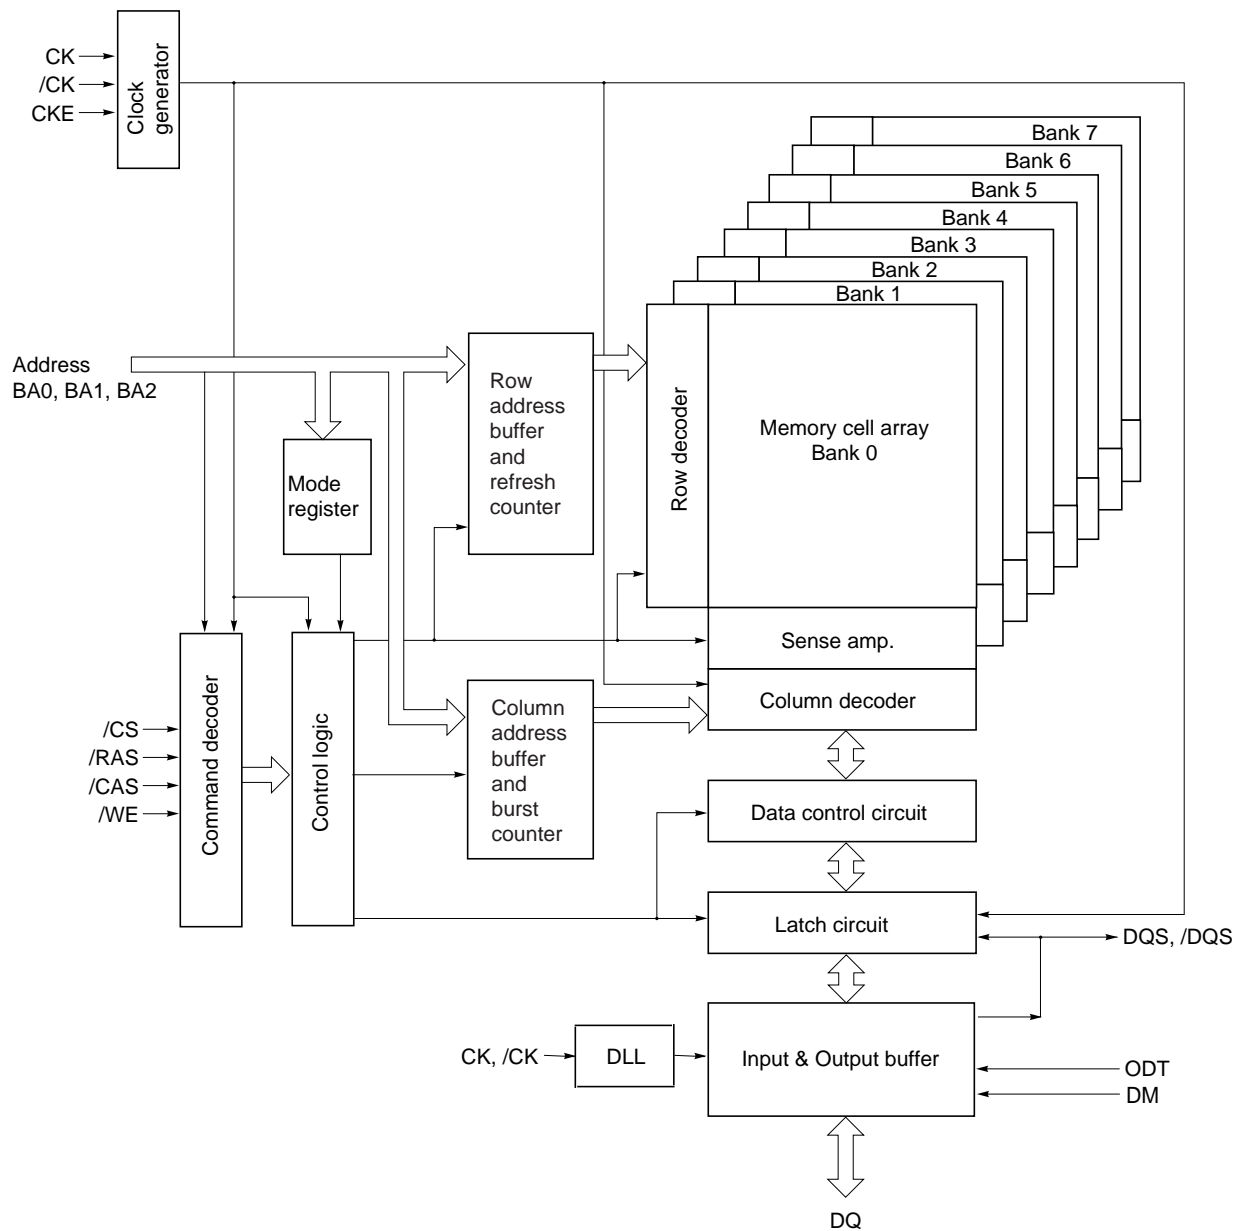 CK
/CK
CKE
Clock
generator
Bank 7
Bank 6
Bank 5
Bank 4
Bank 3
Bank 2
Bank 1
Address
BA0, BA1, BA2
Mode
register
Row
address
buffer
and
refresh
counter
Row decoder
Memory cell array
Bank 0
Sense amp.
Column decoder
/CS
/RAS
/CAS
/WE
Command decoder
Control logic
Column
address
buffer
and
burst
counter
Data control circuit
Latch circuit
DQS, /DQS
CK, /CK
DLL
Input & Output buffer
ODT
DM
DQ